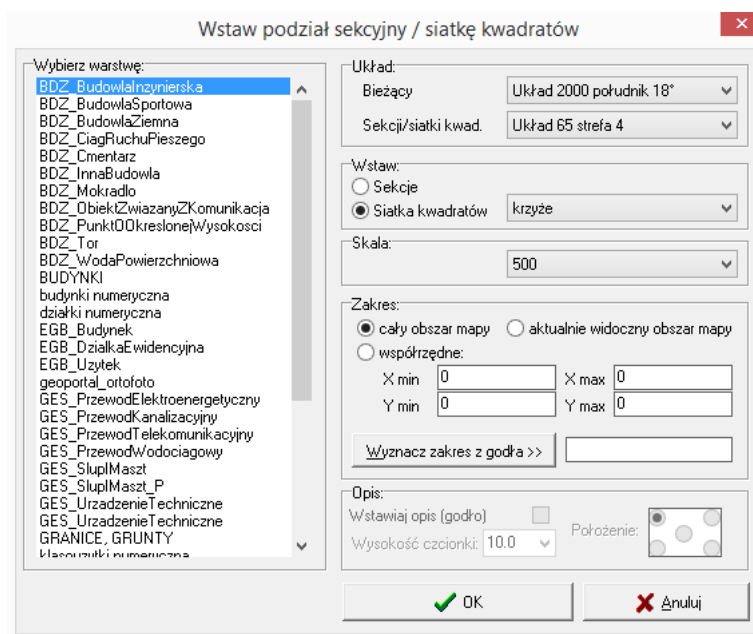 Wstaw podział sekcyjny / siatkę kwadratów
Wybierz warstwę:
BDZ_BudowlaInzynierska
BDZ_BudowlaSportowa
BDZ_BudowlaZiemna
BDZ_CiagRuchuPieszego
BDZ_Cmentarz
BDZ_InnaBudowla
BDZ_Mokradlo
BDZ_ObiektZwiazanyZKomunikacja
BDZ_PunktOOkreslonejWysokosci
BDZ_Tor
BDZ_WodaPowierzchniowa
BUDYNKI
budynki numeryczna
działki numeryczna
EGB_Budynek
EGB_DzialkaEwidencyjna
EGB_Uzytek
geoportal_ortofoto
GES_PrzewodElektroenergetyczny
GES_PrzewodKanalizacyjny
GES_PrzewodTelekomunikacyjny
GES_PrzewodWodociagowy
GES_SlupIMaszt
GES_SlupIMaszt_P
GES_UrzadzenieTechniczne
GES_UrzadzenieTechniczne
GRANICE, GRUNTY
klasoużutki numeryczna
Układ:
Bieżący Układ 2000 południk 18°
Sekcji/siatki kwad. Układ 65 strefa 4
Wstaw:
Sekcje
Siatka kwadratów krzyże
Skala:
500
Zakres:
cały obszar mapy aktualnie widoczny obszar mapy
współrzędne:
X min 0 X max 0
Y min 0 Y max 0
Wyznacz zakres z godła >>
Opis:
Wstawiaj opis (godło)
Wysokość czcionki: 10.0 Położenie:
OK Anuluj